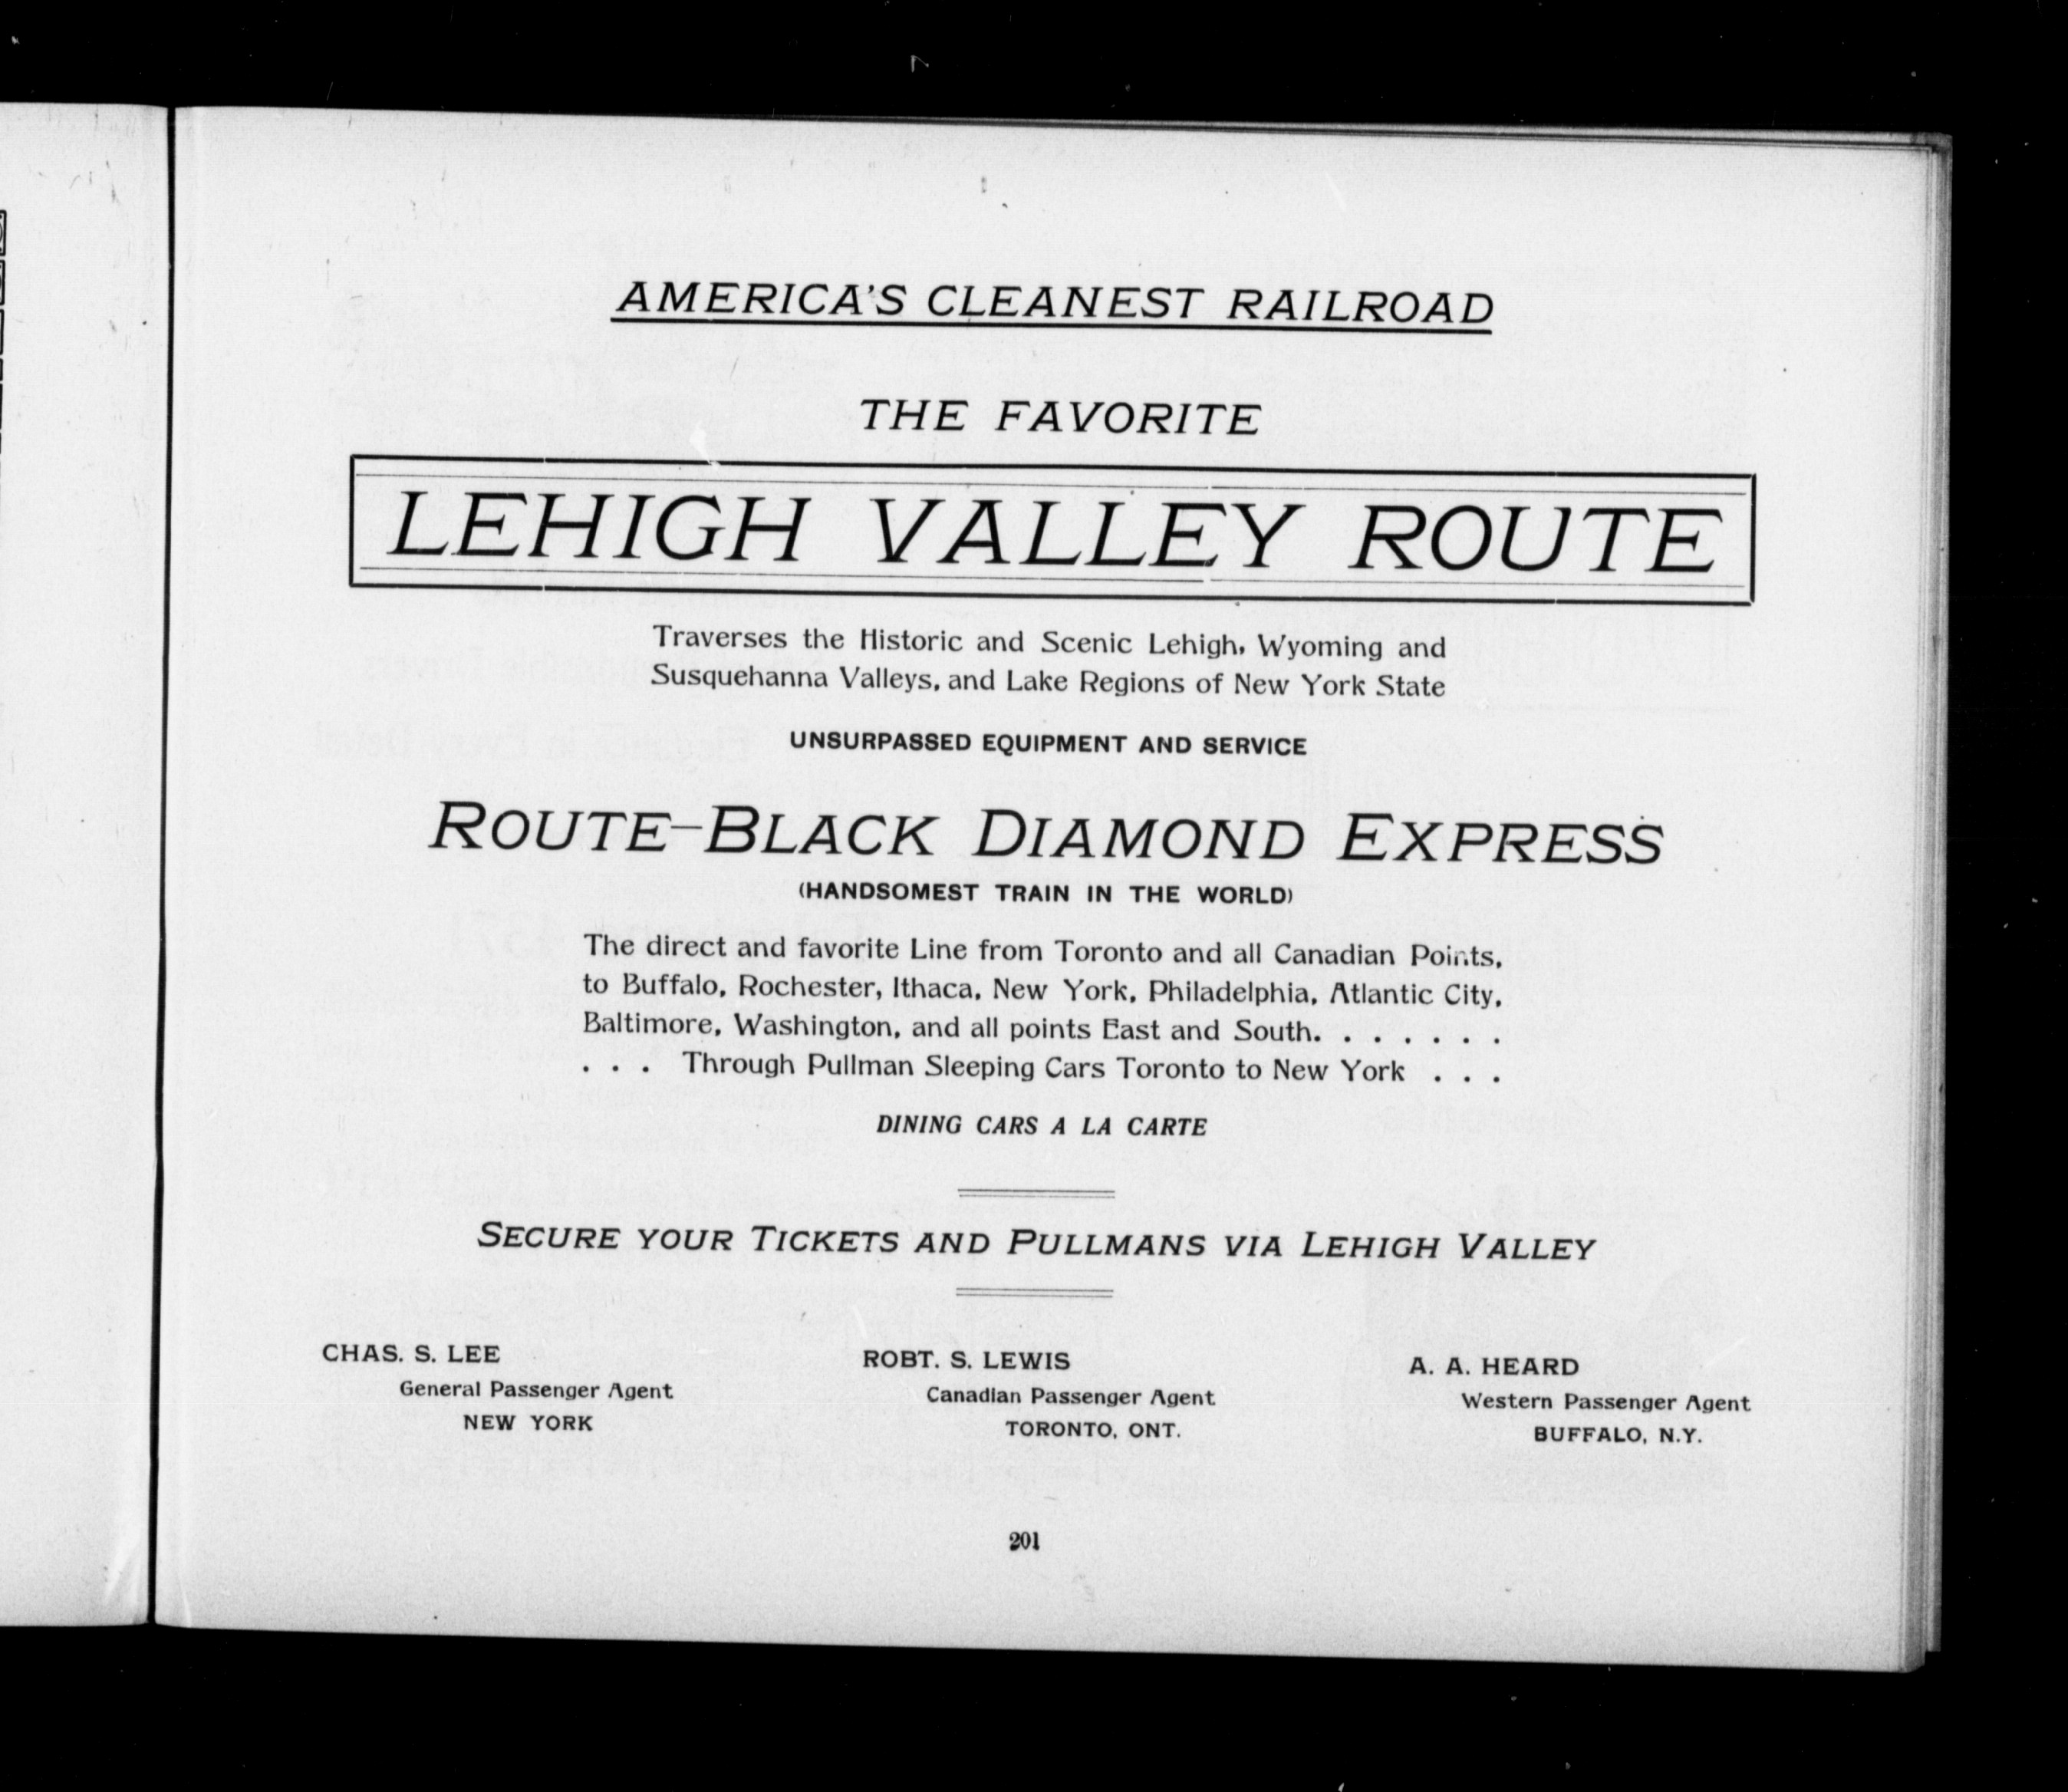 AMERICA'S CLEANEST RAILROAD
THE FAVORITE
LEHIGH VALLEY ROUTE
Traverses the Historic and Scenic Lehigh, Wyoming and
Susquehanna Valleys, and Lake Regions of New York State
UNSURPASSED EQUIPMENT AND SERVICE
ROUTE—BLACK DIAMOND EXPRESS
(HANDSOMEST TRAIN IN THE WORLD)
The direct and favorite Line from Toronto and all Canadian Points,
to Buffalo, Rochester, Ithaca, New York, Philadelphia, Atlantic City,
Baltimore, Washington, and all points East and South. . . . . . .
. . . Through Pullman Sleeping Cars Toronto to New York . . .
DINING CARS A LA CARTE
SECURE YOUR TICKETS AND PULLMANS VIA LEHIGH VALLEY
CHAS. S. LEE
General Passenger Agent
NEW YORK
ROBT. S. LEWIS
Canadian Passenger Agent
TORONTO, ONT.
A. A. HEARD
Western Passenger Agent
BUFFALO, N.Y.
201